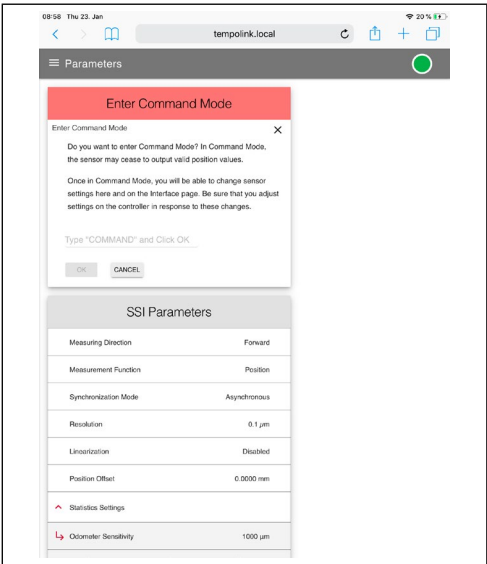 08:58 Thu 23. Jan
20 %
tempolink.local
Parameters
Enter Command Mode
Enter Command Mode
Do you want to enter Command Mode? In Command Mode,
the sensor may cease to output valid position values.
Once in Command Mode, you will be able to change sensor
settings here and on the Interface page. Be sure that you adjust
settings on the controller in response to these changes.
Type "COMMAND" and Click OK
OK CANCEL
SSI Parameters
Measuring Direction Forward
Measurement Function Position
Synchronization Mode Asynchronous
Resolution 0.1 µm
Linearization Disabled
Position Offset 0.0000 mm
Statistics Settings
Odometer Sensitivity 1000 µm